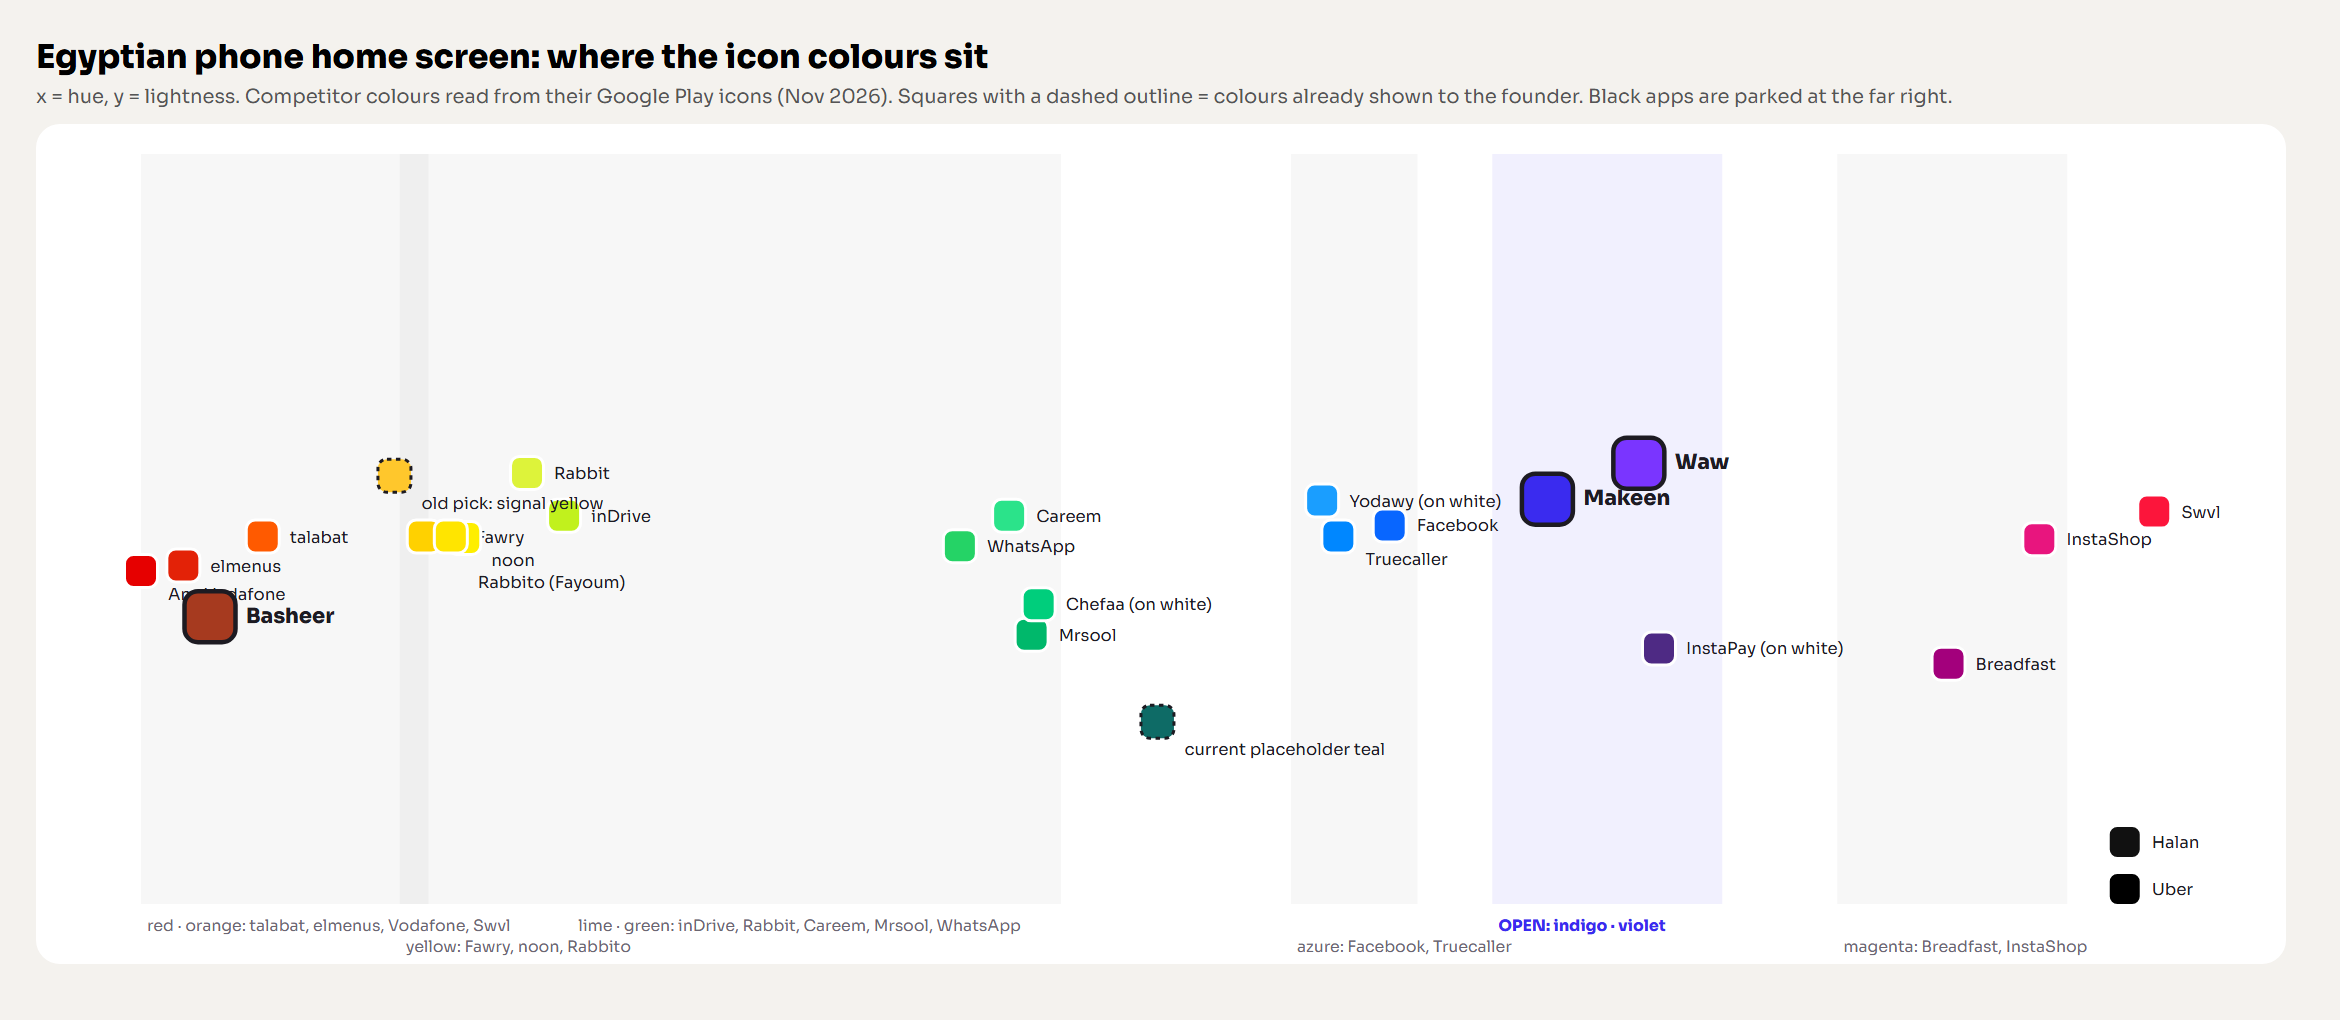 Egyptian phone home screen: where the icon colours sit
x = hue, y = lightness. Competitor colours read from their Google Play icons (Nov 2026). Squares with a dashed outline = colours already shown to the founder. Black apps are parked at the far right.
Waw
Rabbit
Makeen
old pick: signal yellow
Yodawy (on white)
Swvl
inDrive
Careem
Facebook
talabat
Fawry
InstaShop
WhatsApp
noon
Truecaller
elmenus
Rabbito (Fayoum)
Chefaa (on white)
Basheer
Mrsool
InstaPay (on white)
Breadfast
current placeholder teal
Halan
Uber
red · orange: talabat, elmenus, Vodafone, Swvl
lime · green: inDrive, Rabbit, Careem, Mrsool, WhatsApp
OPEN: indigo · violet
yellow: Fawry, noon, Rabbito
azure: Facebook, Truecaller
magenta: Breadfast, InstaShop